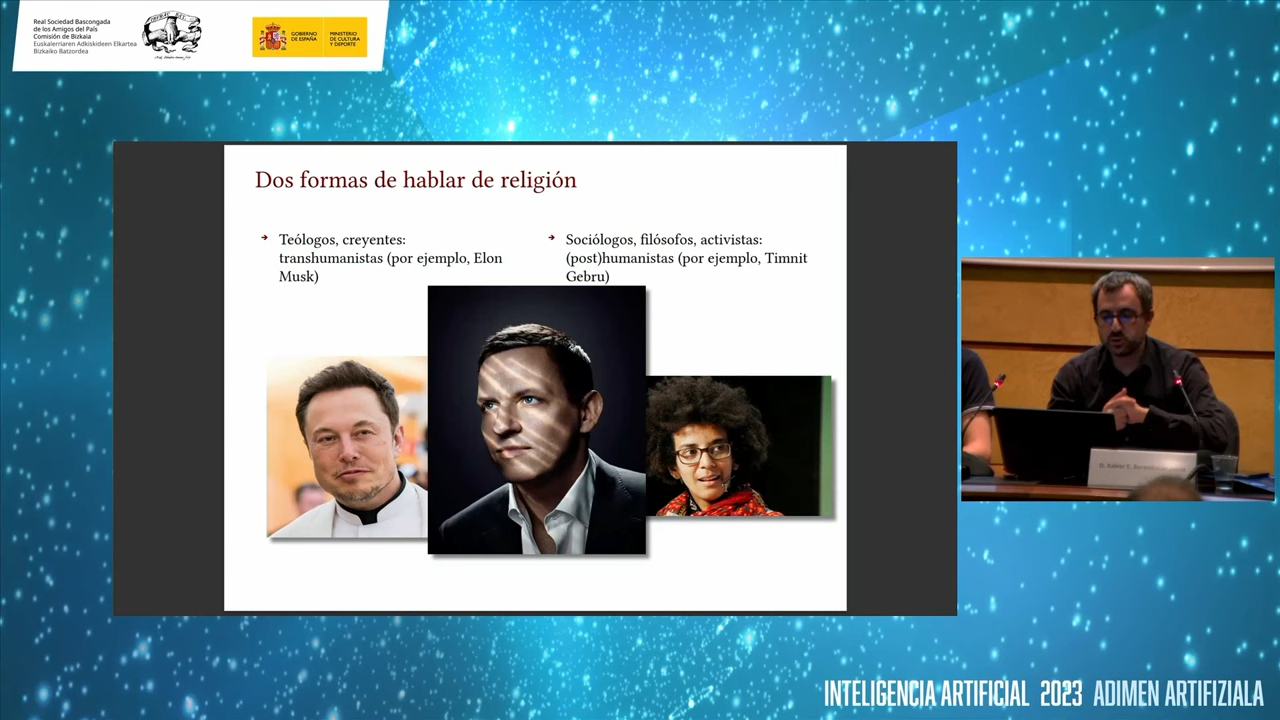 Real Sociedad Bascongada
de los Amigos del País
Comisión de Bizkaia
Euskalerriaren Adkiskideen Elkartea
Bizkaiko Batzordea
GOBIERNO
DE ESPAÑA
MINISTERIO
DE CULTURA
Y DEPORTE
Dos formas de hablar de religión
➔ Teólogos, creyentes:
transhumanistas (por ejemplo, Elon
Musk)
➔ Sociólogos, filósofos, activistas:
(post)humanistas (por ejemplo, Timnit
Gebru)
D. Xabier E.
INTELIGENCIA ARTIFICIAL 2023 ADIMEN ARTIFIZIALA